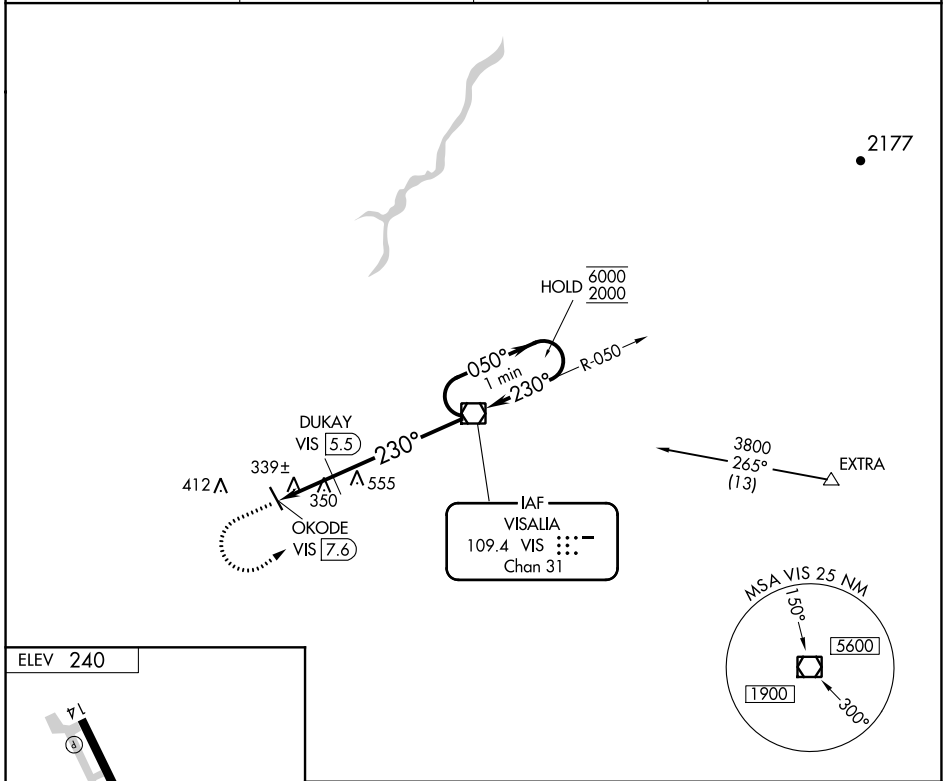 2177
HOLD 6000
2000
050°
1 min
230°
R-050
DUKAY
VIS 5.5
230°
3800
265°
(13)
EXTRA
412
339±
350
555
OKODE
VIS 7.6
IAF
VISALIA
109.4 VIS
Chan 31
MSA VIS 25 NM
150°
5600
1900
300°
ELEV 240
14
P